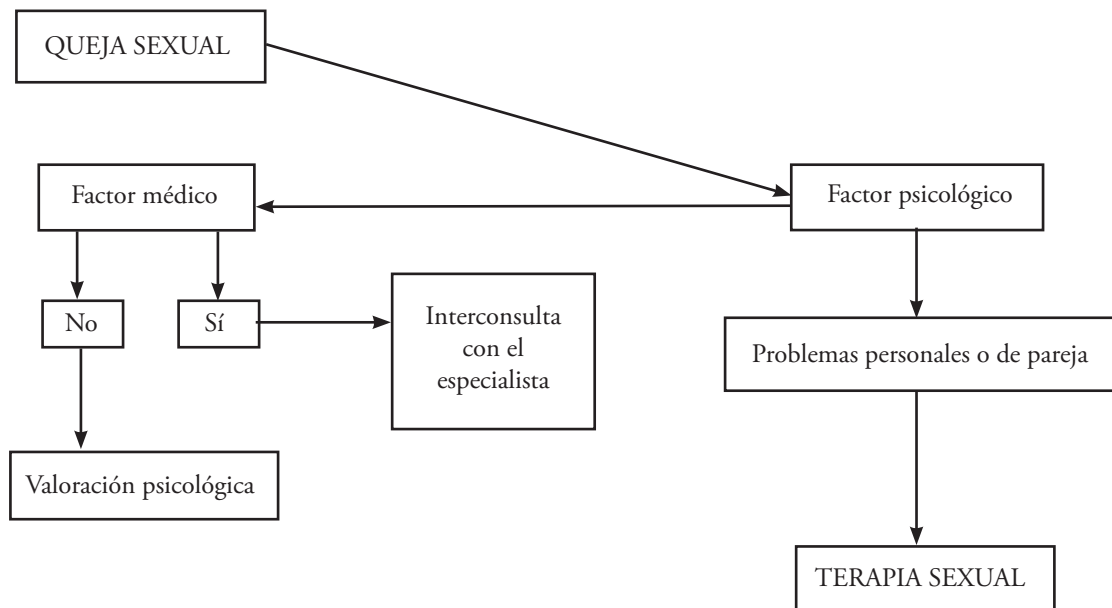 QUEJA SEXUAL
Factor médico
Factor psicológico
No
Sí
Interconsulta
con el
especialista
Problemas personales o de pareja
Valoración psicológica
TERAPIA SEXUAL